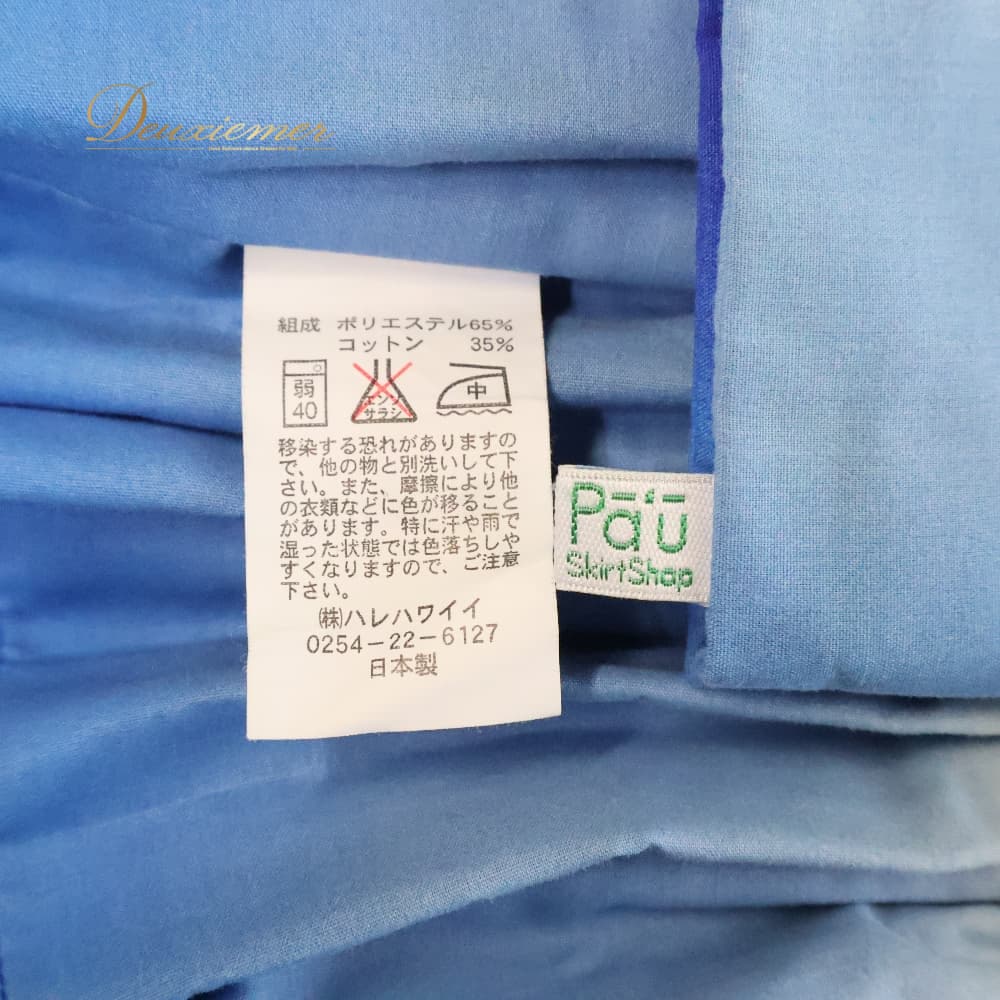 Deuxiemer
組成 ポリエステル65%
コットン 35%
弱
40
エンソ
サラシ
中
移染する恐れがありますの
で、他の物と別洗いして下
さい。また、摩擦により他
の衣類などに色が移ること
があります。特に汗や雨で
湿った状態では色落ちしや
すくなりますので、ご注意
下さい。
㈱ハレハワイイ
0254-22-6127
日本製
Pā‘ū
SkirtShop